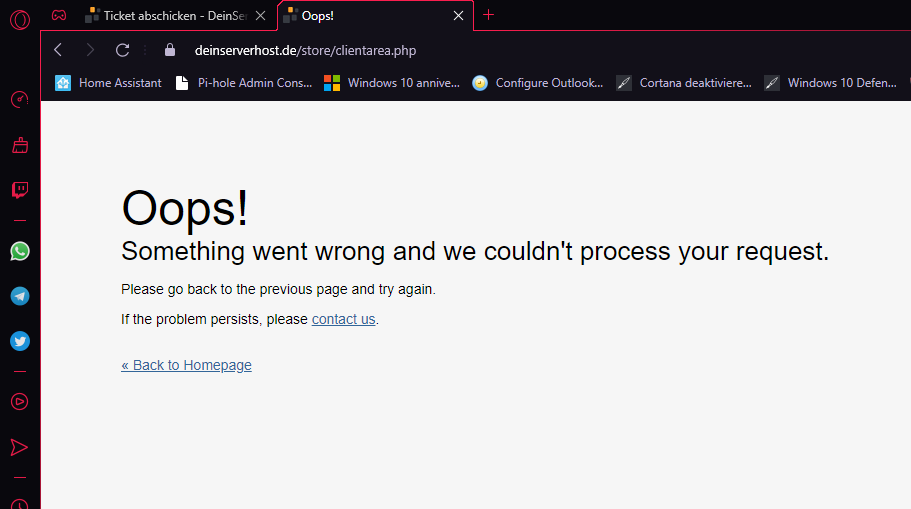 Ticket abschicken - DeinSer
Oops!
deinserverhost.de/store/clientarea.php
Home Assistant
Pi-hole Admin Cons...
Windows 10 annive...
Configure Outlook...
Cortana deaktiviere...
Windows 10 Defen...
Oops!
Something went wrong and we couldn't process your request.
Please go back to the previous page and try again.
If the problem persists, please contact us.
« Back to Homepage